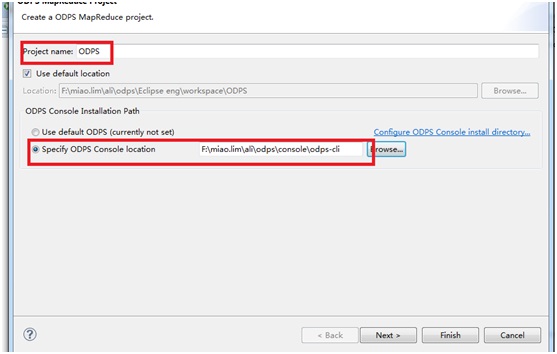 ODPS MapReduce Project
Create a ODPS MapReduce project.
Project name: ODPS
Use default location
Location: F:\miao.lim\ali\odps\Eclipse eng\workspace\ODPS Browse...
ODPS Console Installation Path
Use default ODPS (currently not set) Configure ODPS Console install directory...
Specify ODPS Console location F:\miao.lim\ali\odps\console\odps-cli Browse...
< Back Next > Finish Cancel